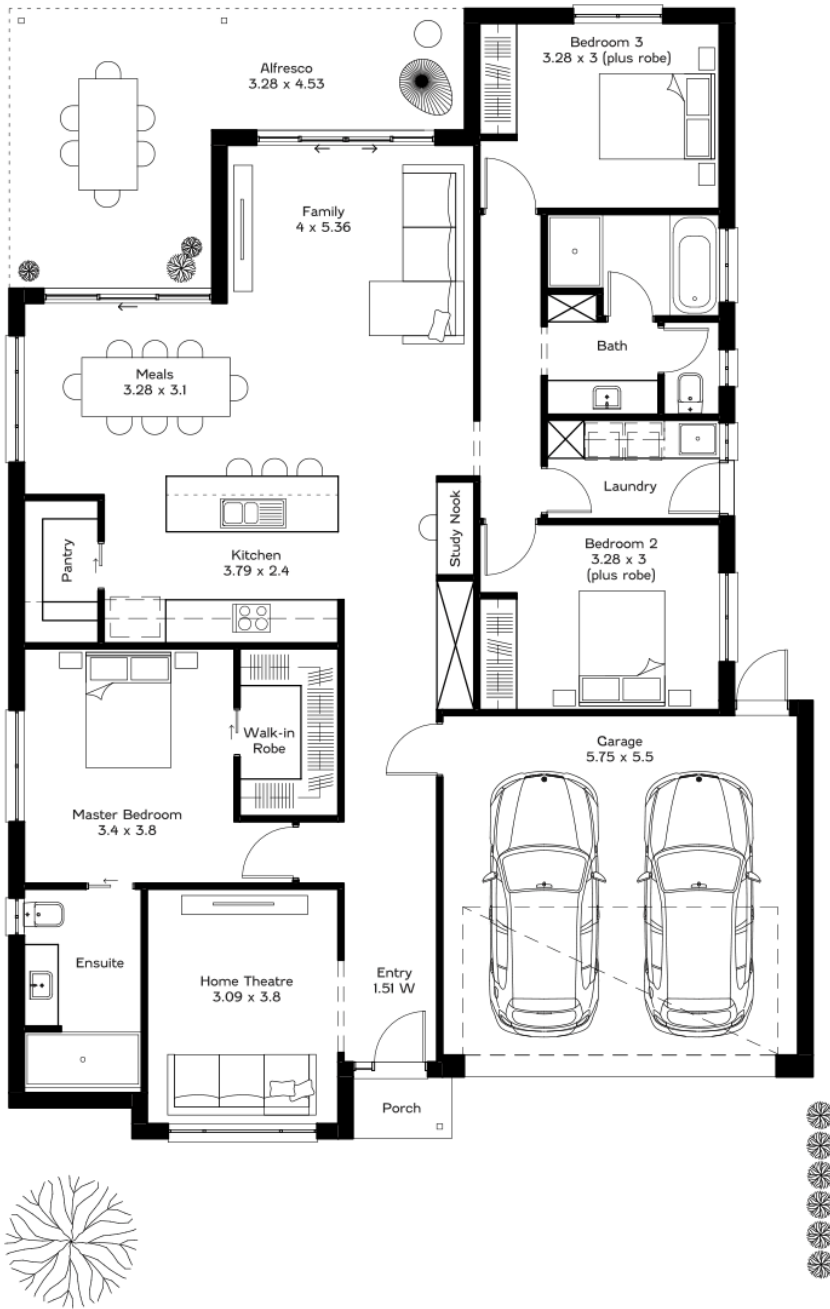 Bedroom 3
3.28 x 3 (plus robe)
Alfresco
3.28 x 4.53
Family
4 x 5.36
Bath
Meals
3.28 x 3.1
Laundry
Study Nook
Pantry
Kitchen
3.79 x 2.4
Bedroom 2
3.28 x 3
(plus robe)
Walk-in
Robe
Garage
5.75 x 5.5
Master Bedroom
3.4 x 3.8
Ensuite
Home Theatre
3.09 x 3.8
Entry
1.51 W
Porch